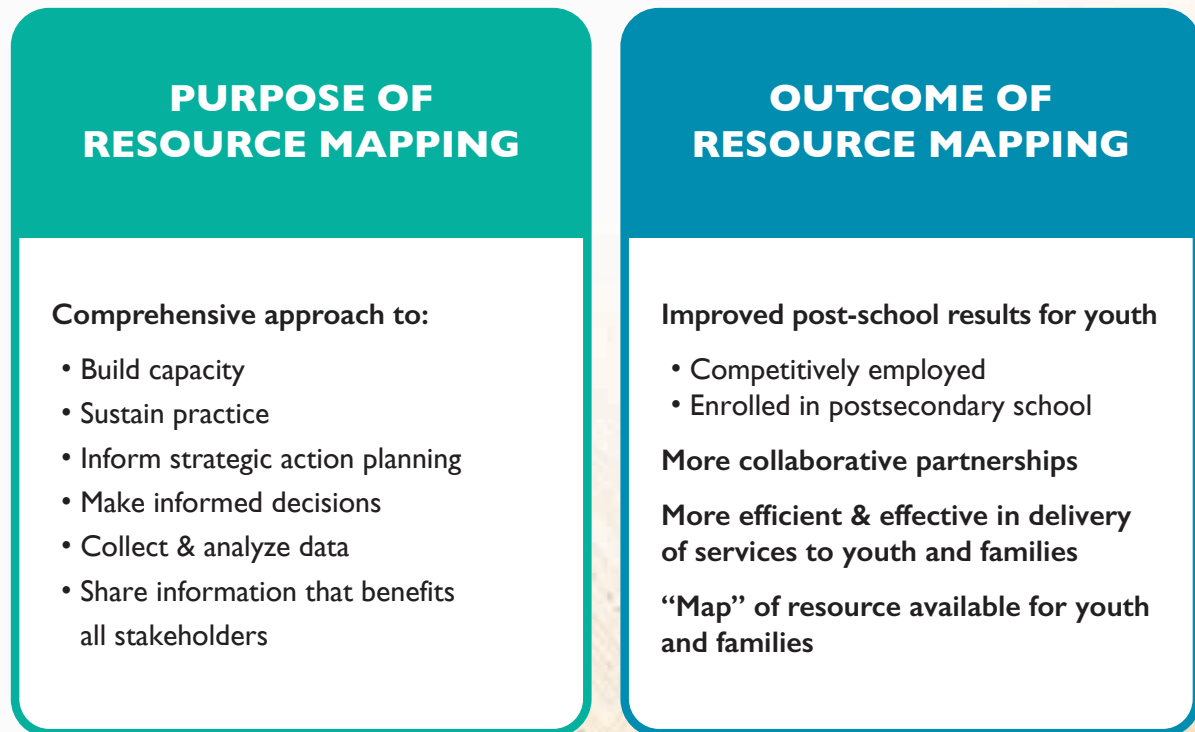 PURPOSE OF
RESOURCE MAPPING
Comprehensive approach to:
• Build capacity
• Sustain practice
• Inform strategic action planning
• Make informed decisions
• Collect & analyze data
• Share information that benefits
all stakeholders
OUTCOME OF
RESOURCE MAPPING
Improved post-school results for youth
• Competitively employed
• Enrolled in postsecondary school
More collaborative partnerships
More efficient & effective in delivery
of services to youth and families
“Map” of resource available for youth
and families